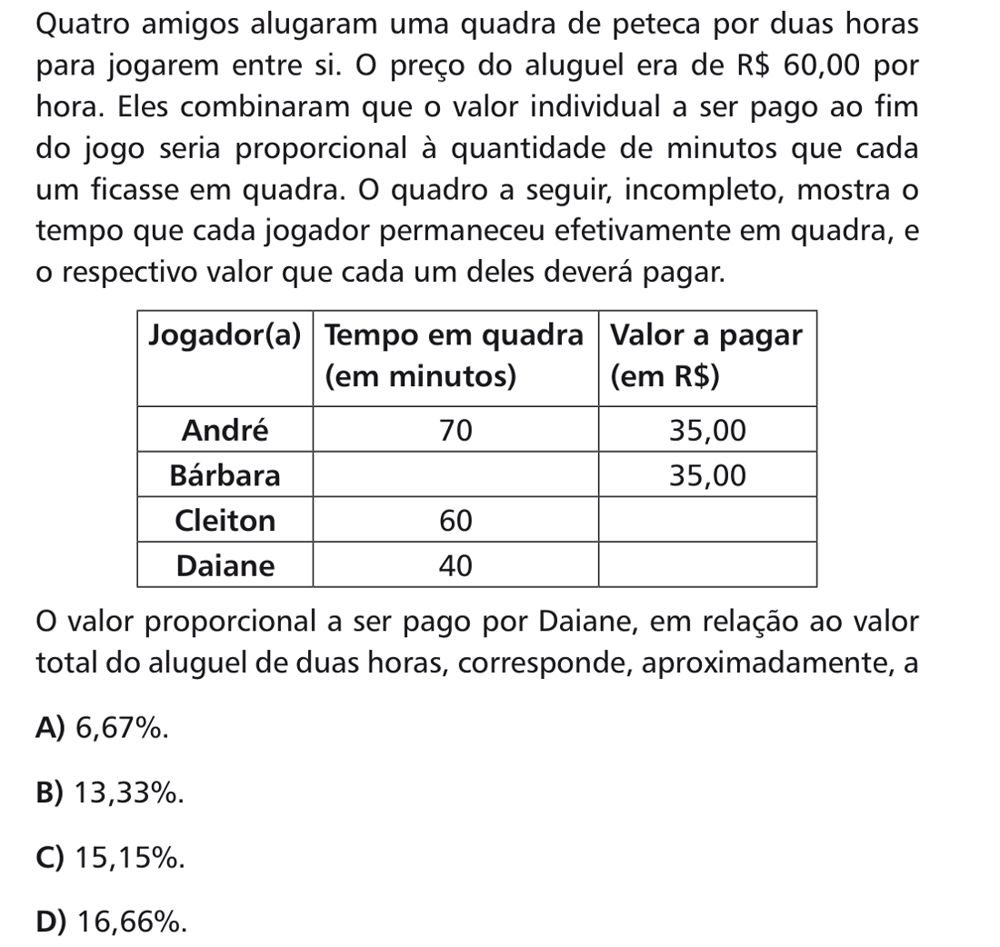 Quatro amigos alugaram uma quadra de peteca por duas horas
para jogarem entre si. O preço do aluguel era de R$ 60,00 por
hora. Eles combinaram que o valor individual a ser pago ao fim
do jogo seria proporcional à quantidade de minutos que cada
um ficasse em quadra. O quadro a seguir, incompleto, mostra o
tempo que cada jogador permaneceu efetivamente em quadra, e
o respectivo valor que cada um deles deverá pagar.
Jogador(a) Tempo em quadra Valor a pagar
(em minutos) (em R$)
André 70 35,00
Bárbara 35,00
Cleiton 60
Daiane 40
O valor proporcional a ser pago por Daiane, em relação ao valor
total do aluguel de duas horas, corresponde, aproximadamente, a
A) 6,67%.
B) 13,33%.
C) 15,15%.
D) 16,66%.